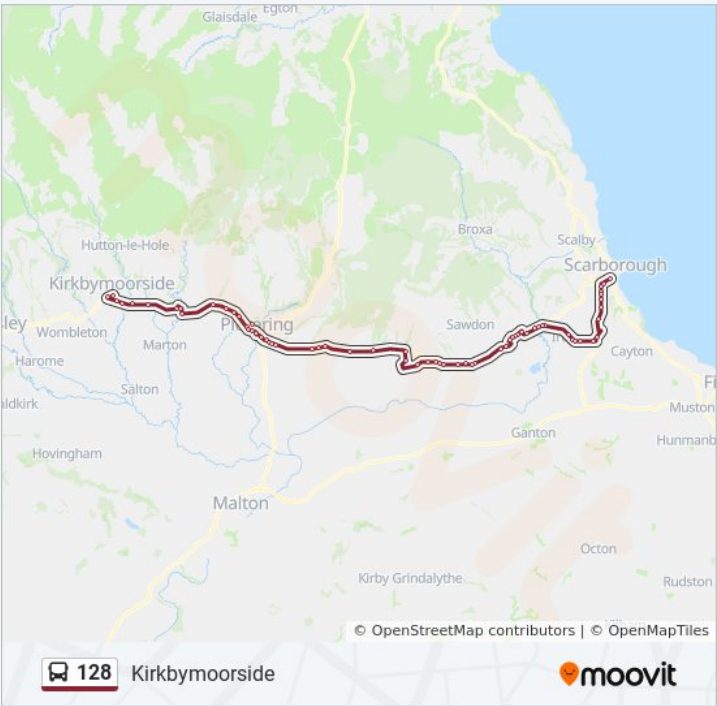 Glaisdale
Egton
Broxa
Scalby
Hutton-le-Hole
Scarborough
Kirkbymoorside
Sawdon
Wombleton
Marton
Cayton
Harome
Salton
Muston
Ganton
Hovingham
Malton
Octon
Kirby Grindalythe
Rudston
© OpenStreetMap contributors | © OpenMapTiles
128 Kirkbymoorside
moovit